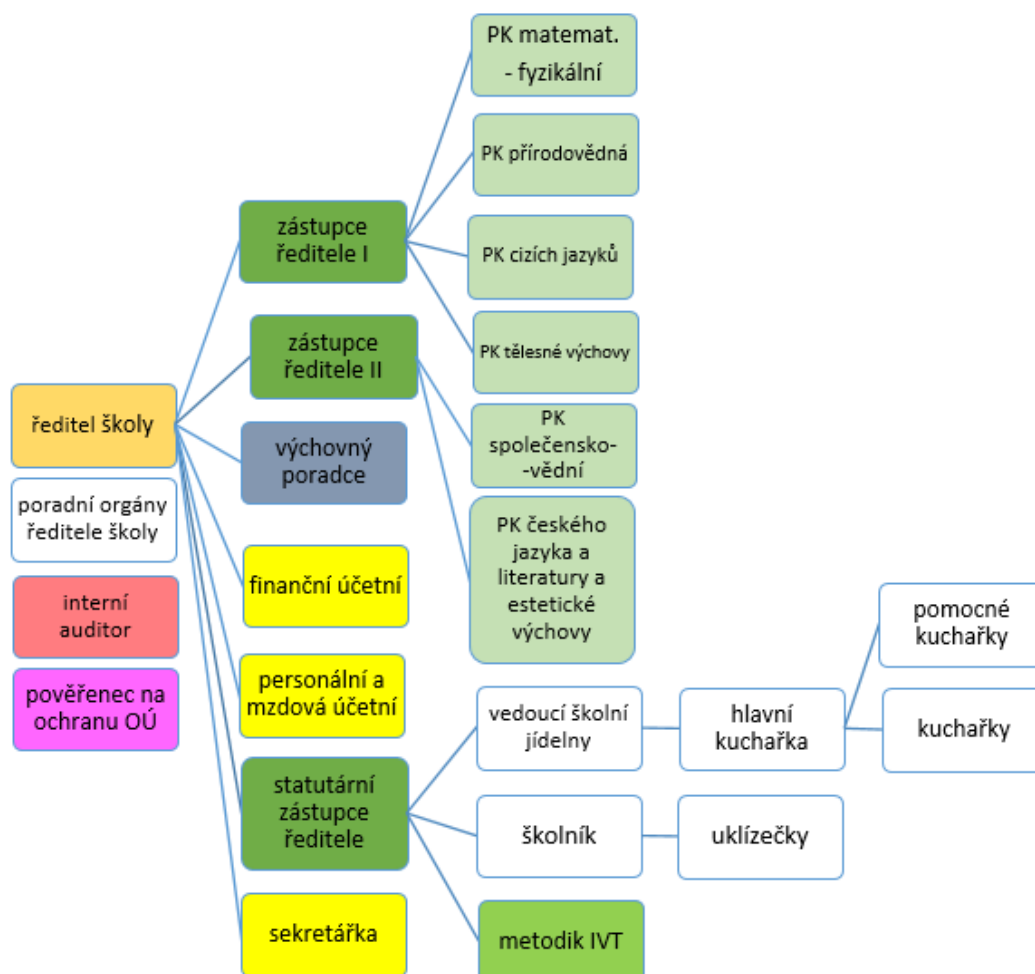 PK matemat.
- fyzikální
PK přírodovědná
zástupce
ředitele I
PK cizích jazyků
PK tělesné výchovy
zástupce
ředitele II
ředitel školy
výchovný
poradce
PK
společensko-
-vědní
poradní orgány
ředitele školy
PK českého
jazyka a
literatury a
estetické
výchovy
finanční účetní
interní
auditor
pomocné
kuchařky
pověřenec na
ochranu OÚ
personální a
mzdová účetní
vedoucí školní
jídelny
hlavní
kuchařka
kuchařky
statutární
zástupce
ředitele
školník
uklízečky
sekretářka
metodik IVT